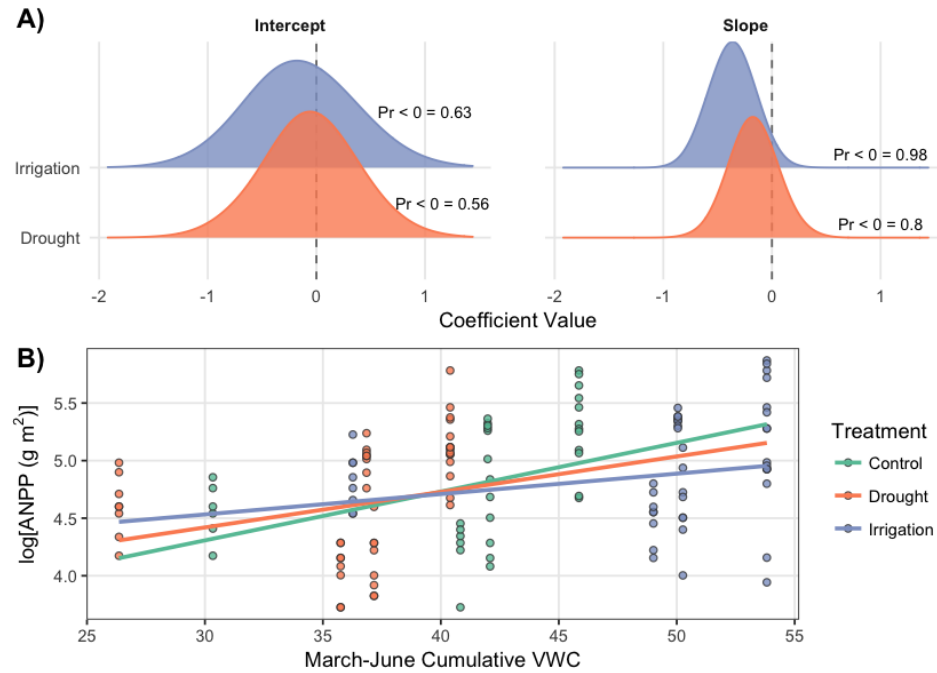 A)
Intercept
Slope
Pr < 0 = 0.63
Irrigation
Pr < 0 = 0.98
Pr < 0 = 0.56
Drought
Pr < 0 = 0.8
-2 -1 0 1 -2 -1 0 1
Coefficient Value
B)
log[ANPP (g m²)]
5.5
5.0
4.5
4.0
25 30 35 40 45 50 55
March-June Cumulative VWC
Treatment
Control
Drought
Irrigation